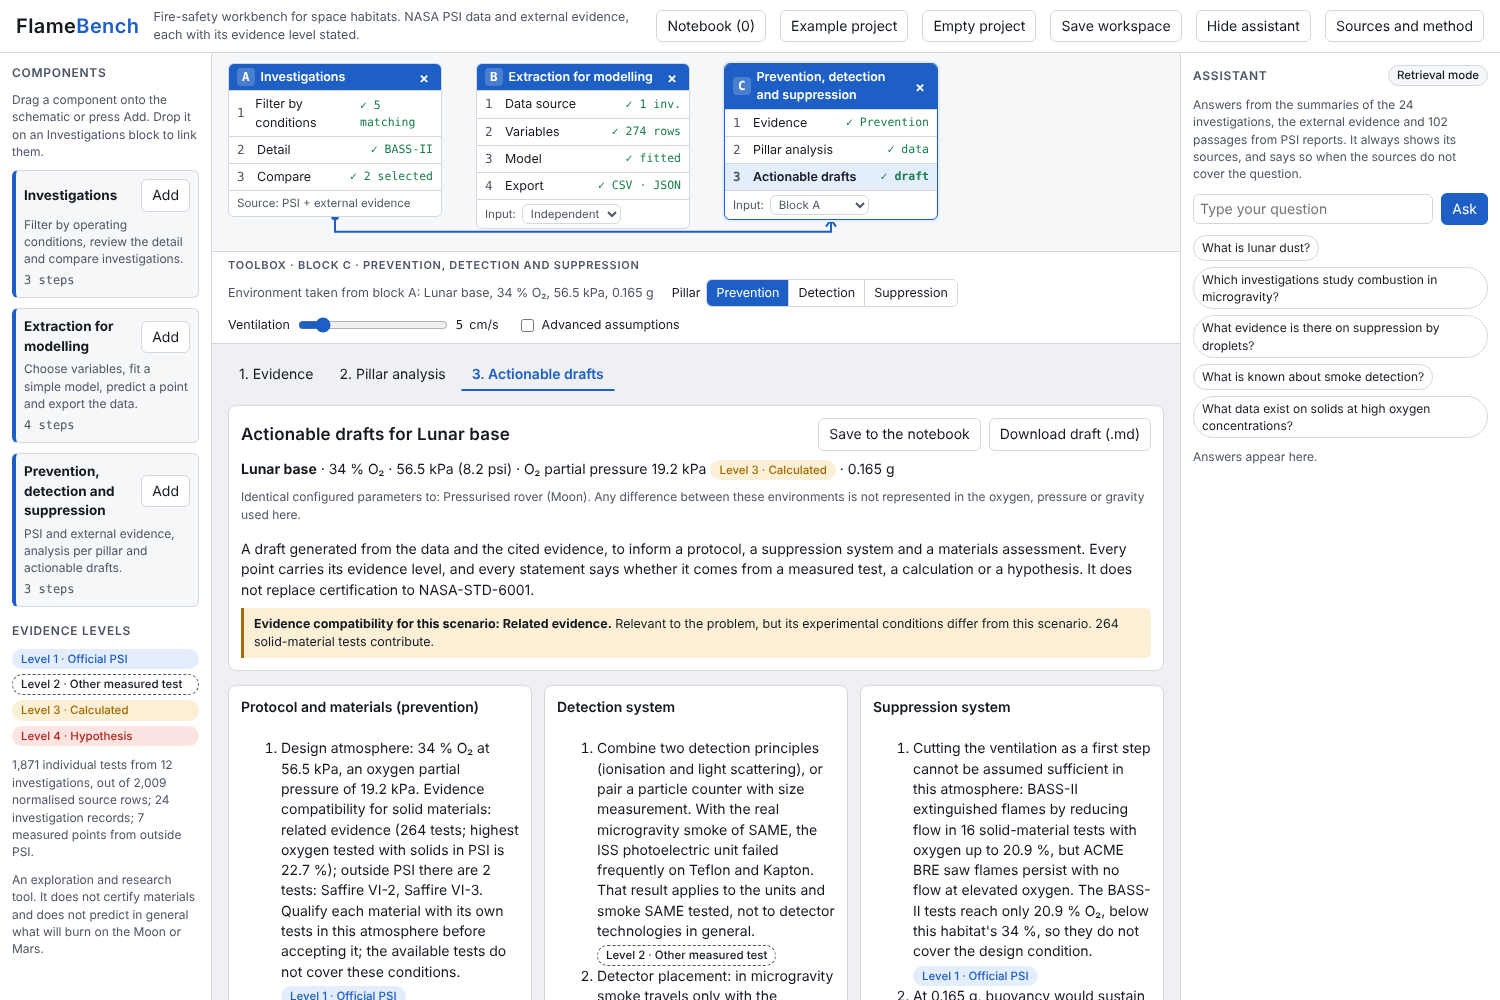 FlameBench
Fire-safety workbench for space habitats. NASA PSI data and external evidence,
each with its evidence level stated.
Notebook (0)
Example project
Empty project
Save workspace
Hide assistant
Sources and method
COMPONENTS
Drag a component onto the
schematic or press Add. Drop it
on an Investigations block to link
them.
Investigations
Add
Filter by operating
conditions, review the detail
and compare investigations.
3 steps
Extraction for
modelling
Add
Choose variables, fit a
simple model, predict a point
and export the data.
4 steps
Prevention,
detection and
suppression
Add
PSI and external evidence,
analysis per pillar and
actionable drafts.
3 steps
EVIDENCE LEVELS
Level 1 · Official PSI
Level 2 · Other measured test
Level 3 · Calculated
Level 4 · Hypothesis
1,871 individual tests from 12
investigations, out of 2,009
normalised source rows; 24
investigation records; 7
measured points from outside
PSI.
An exploration and research
tool. It does not certify materials
and does not predict in general
what will burn on the Moon or
Mars.
A Investigations ×
1 Filter by conditions ✓ 5 matching
2 Detail ✓ BASS-II
3 Compare ✓ 2 selected
Source: PSI + external evidence
B Extraction for modelling ×
1 Data source ✓ 1 inv.
2 Variables ✓ 274 rows
3 Model ✓ fitted
4 Export ✓ CSV · JSON
Input: Independent
C Prevention, detection and suppression ×
1 Evidence ✓ Prevention
2 Pillar analysis ✓ data
3 Actionable drafts ✓ draft
Input: Block A
TOOLBOX · BLOCK C · PREVENTION, DETECTION AND SUPPRESSION
Environment taken from block A: Lunar base, 34 % O₂, 56.5 kPa, 0.165 g
Pillar Prevention Detection Suppression
Ventilation 5 cm/s Advanced assumptions
1. Evidence 2. Pillar analysis 3. Actionable drafts
Actionable drafts for Lunar base
Save to the notebook
Download draft (.md)
Lunar base · 34 % O₂ · 56.5 kPa (8.2 psi) · O₂ partial pressure 19.2 kPa Level 3 · Calculated · 0.165 g
Identical configured parameters to: Pressurised rover (Moon). Any difference between these environments is not represented in the oxygen, pressure or gravity
used here.
A draft generated from the data and the cited evidence, to inform a protocol, a suppression system and a materials assessment. Every
point carries its evidence level, and every statement says whether it comes from a measured test, a calculation or a hypothesis. It does
not replace certification to NASA-STD-6001.
Evidence compatibility for this scenario: Related evidence. Relevant to the problem, but its experimental conditions differ from this scenario. 264
solid-material tests contribute.
Protocol and materials (prevention)
1. Design atmosphere: 34 % O₂ at
56.5 kPa, an oxygen partial
pressure of 19.2 kPa. Evidence
compatibility for solid materials:
related evidence (264 tests; highest
oxygen tested with solids in PSI is
22.7 %); outside PSI there are 2
tests: Saffire VI-2, Saffire VI-3.
Qualify each material with its own
tests in this atmosphere before
accepting it; the available tests do
not cover these conditions.
Level 1 · Official PSI
Detection system
1. Combine two detection principles
(ionisation and light scattering), or
pair a particle counter with size
measurement. With the real
microgravity smoke of SAME, the
ISS photoelectric unit failed
frequently on Teflon and Kapton.
That result applies to the units and
smoke SAME tested, not to detector
technologies in general.
Level 2 · Other measured test
2. Detector placement: in microgravity
smoke travels only with the
Suppression system
1. Cutting the ventilation as a first step
cannot be assumed sufficient in
this atmosphere: BASS-II
extinguished flames by reducing
flow in 16 solid-material tests with
oxygen up to 20.9 %, but ACME
BRE saw flames persist with no
flow at elevated oxygen. The BASS-
II tests reach only 20.9 % O₂, below
this habitat's 34 %, so they do not
cover the design condition.
Level 1 · Official PSI
2. At 0.165 g, buoyancy would sustain
ASSISTANT
Retrieval mode
Answers from the summaries of the 24
investigations, the external evidence and 102
passages from PSI reports. It always shows its
sources, and says so when the sources do not
cover the question.
Type your question
Ask
What is lunar dust?
Which investigations study combustion in
microgravity?
What evidence is there on suppression by
droplets?
What is known about smoke detection?
What data exist on solids at high oxygen
concentrations?
Answers appear here.